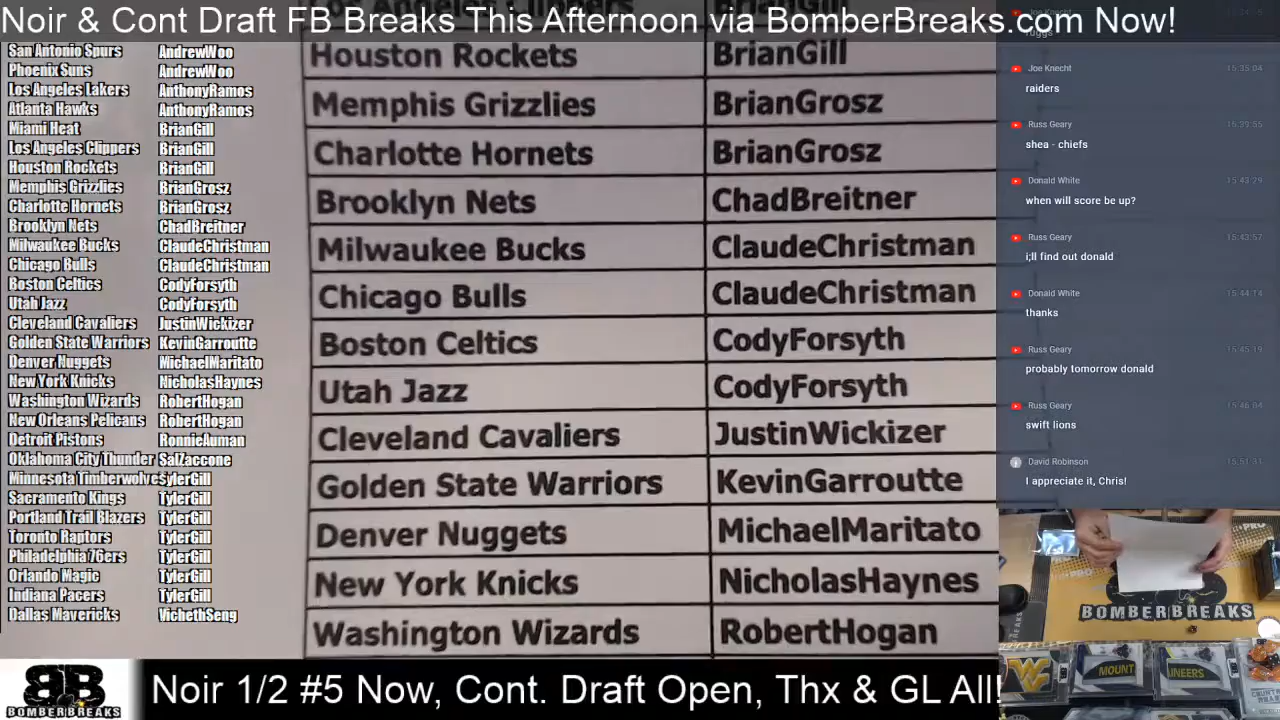 Noir & Cont Draft FB Breaks This Afternoon via BomberBreaks.com Now!
San Antonio Spurs AndrewWoo
Phoenix Suns AndrewWoo
Los Angeles Lakers AnthonyRamos
Atlanta Hawks AnthonyRamos
Miami Heat BrianGill
Los Angeles Clippers BrianGill
Houston Rockets BrianGill
Memphis Grizzlies BrianGrosz
Charlotte Hornets BrianGrosz
Brooklyn Nets ChadBreitner
Milwaukee Bucks ClaudeChristman
Chicago Bulls ClaudeChristman
Boston Celtics CodyForsyth
Utah Jazz CodyForsyth
Cleveland Cavaliers JustinWickizer
Golden State Warriors KevinGarroutte
Denver Nuggets MichaelMaritato
New York Knicks NicholasHaynes
Washington Wizards RobertHogan
New Orleans Pelicans RobertHogan
Detroit Pistons RonnieAuman
Oklahoma City Thunder SalZaccone
Minnesota Timberwolves TylerGill
Sacramento Kings TylerGill
Portland Trail Blazers TylerGill
Toronto Raptors TylerGill
Philadelphia 76ers TylerGill
Orlando Magic TylerGill
Indiana Pacers TylerGill
Dallas Mavericks VichethSeng
Los Angeles Clippers BrianGill
Houston Rockets BrianGill
Memphis Grizzlies BrianGrosz
Charlotte Hornets BrianGrosz
Brooklyn Nets ChadBreitner
Milwaukee Bucks ClaudeChristman
Chicago Bulls ClaudeChristman
Boston Celtics CodyForsyth
Utah Jazz CodyForsyth
Cleveland Cavaliers JustinWickizer
Golden State Warriors KevinGarroutte
Denver Nuggets MichaelMaritato
New York Knicks NicholasHaynes
Washington Wizards RobertHogan
Joe Knecht
ruggs
Joe Knecht 15:35:04
raiders
Russ Geary 15:39:55
shea - chiefs
Donald White 15:43:29
when will score be up?
Russ Geary 15:43:57
i;ll find out donald
Donald White 15:44:14
thanks
Russ Geary 15:45:19
probably tomorrow donald
Russ Geary 15:46:04
swift lions
David Robinson 15:51:31
I appreciate it, Chris!
BOMBERBREAKS
MOUNT
INEERS
BB
BOMBERBREAKS
Noir 1/2 #5 Now, Cont. Draft Open, Thx & GL All!